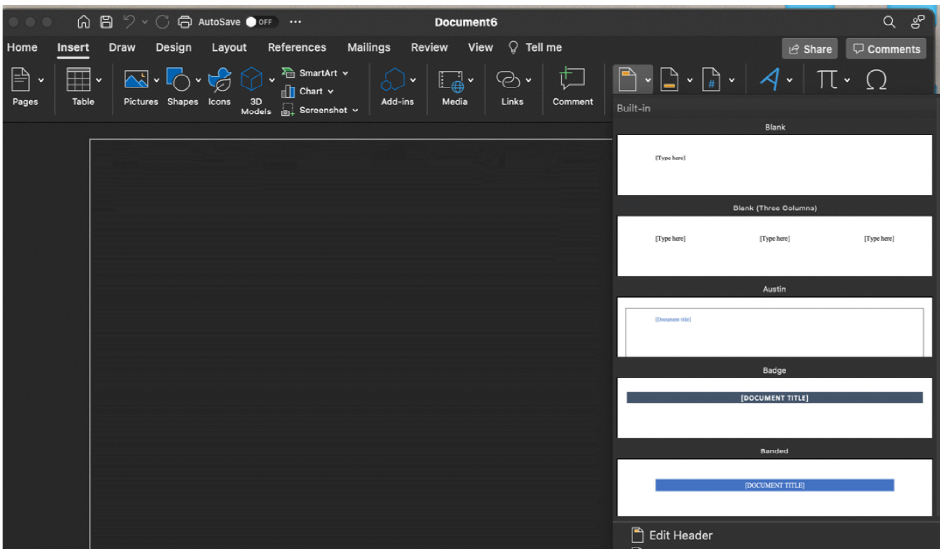 AutoSave OFF ... Document6
Home Insert Draw Design Layout References Mailings Review View Tell me Share Comments
Pages Table Pictures Shapes Icons 3D Models SmartArt Chart Screenshot Add-ins Media Links Comment # A π Ω
Built-in
Blank
[Type here]
Blank (Three Columns)
[Type here] [Type here] [Type here]
Austin
[Document title]
Badge
[DOCUMENT TITLE]
Banded
[DOCUMENT TITLE]
Edit Header